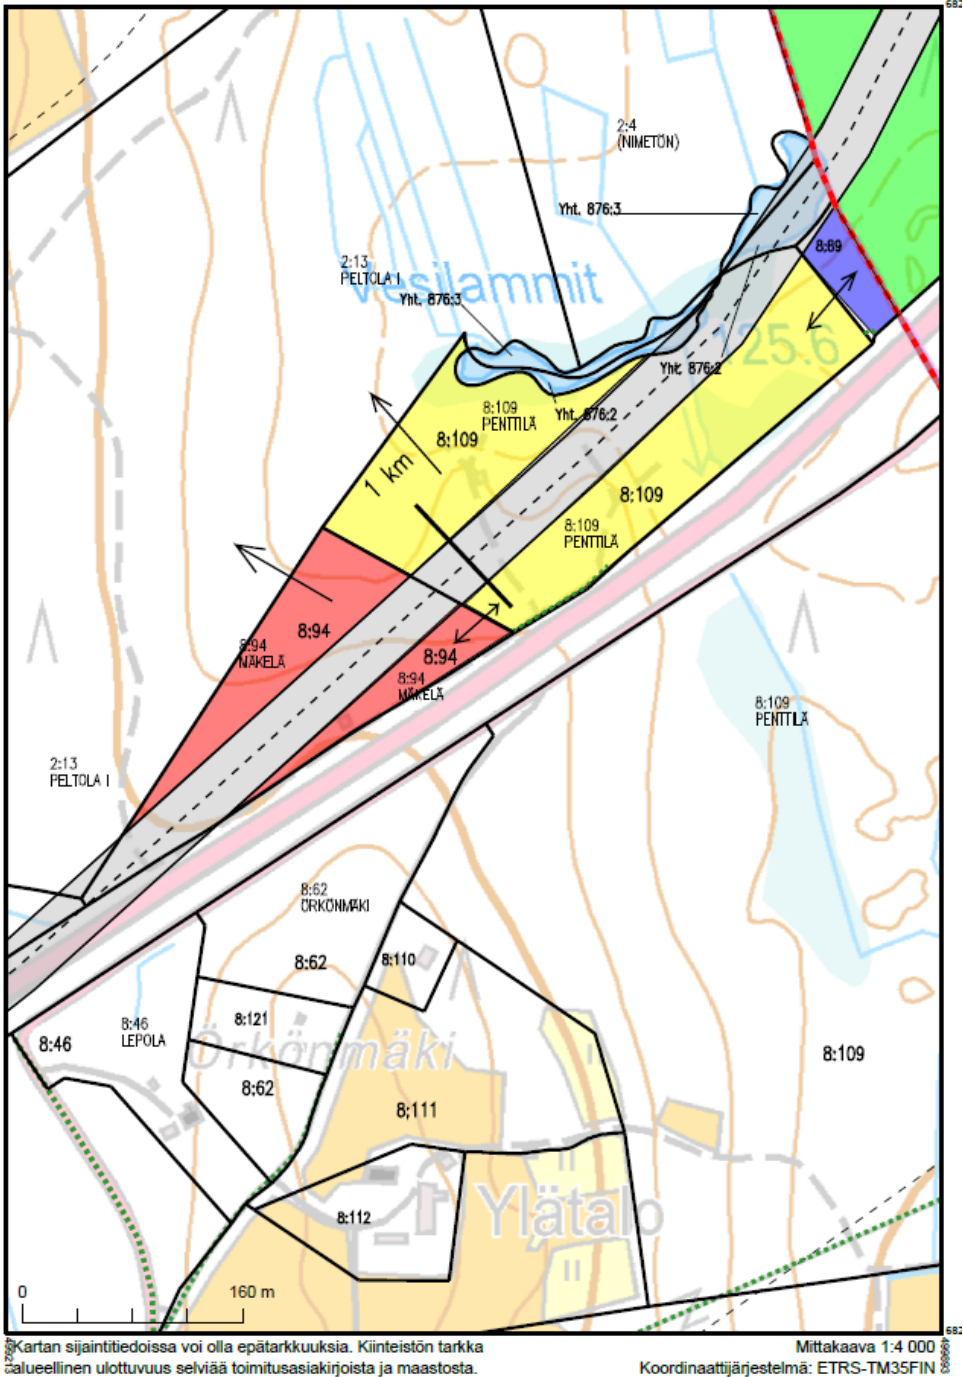 682
2:4
(NIMETÖN)
Yht. 876:3
8:89
2:13
PELTOLA I
Vesilammit
Yht. 876:3
125.6
Yht. 876:2
8:109
PENTTILÄ
Yht. 876:2
8:109
1 km
8:109
8:109
PENTTILÄ
8:94
8:94
MÄKELÄ
8:94
8:94
MÄKELÄ
8:109
PENTTILÄ
2:13
PELTOLA I
8:62
ÖRKÖNMÄKI
8:62
8:110
8:121
8:46
LEPOLA
8:46
Örkönmäki
8:109
8:62
8;111
8:112
Ylätalo
0
160 m
682
Kartan sijaintitiedoissa voi olla epätarkkuuksia. Kiinteistön tarkka
alueellinen ulottuvuus selviää toimitusasiakirjoista ja maastosta.
Mittakaava 1:4 000
Koordinaattijärjestelmä: ETRS-TM35FIN